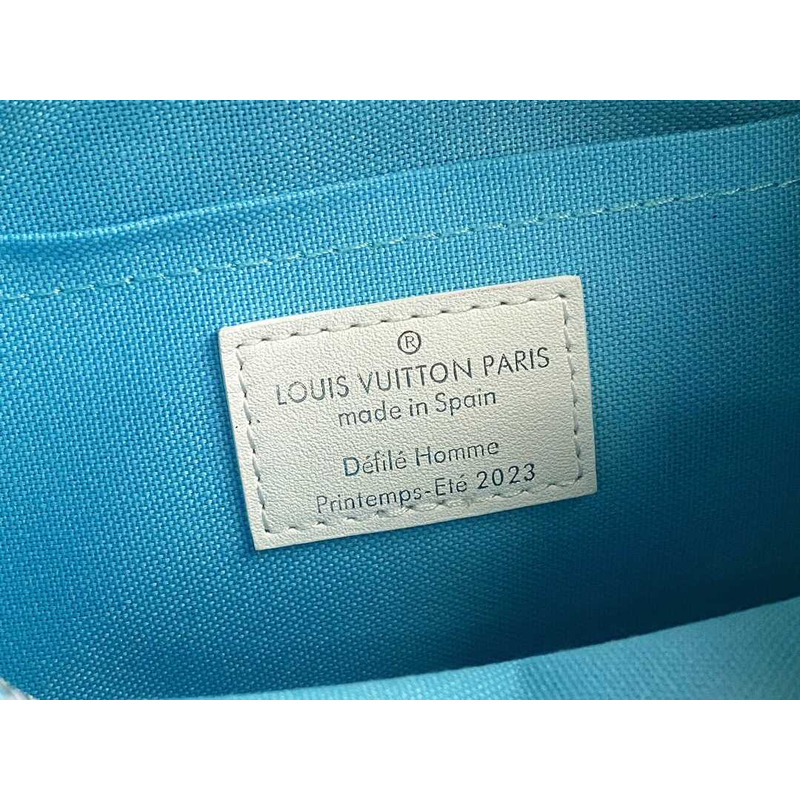 ®
LOUIS VUITTON PARIS
made in Spain
Défilé Homme
Printemps-Eté 2023